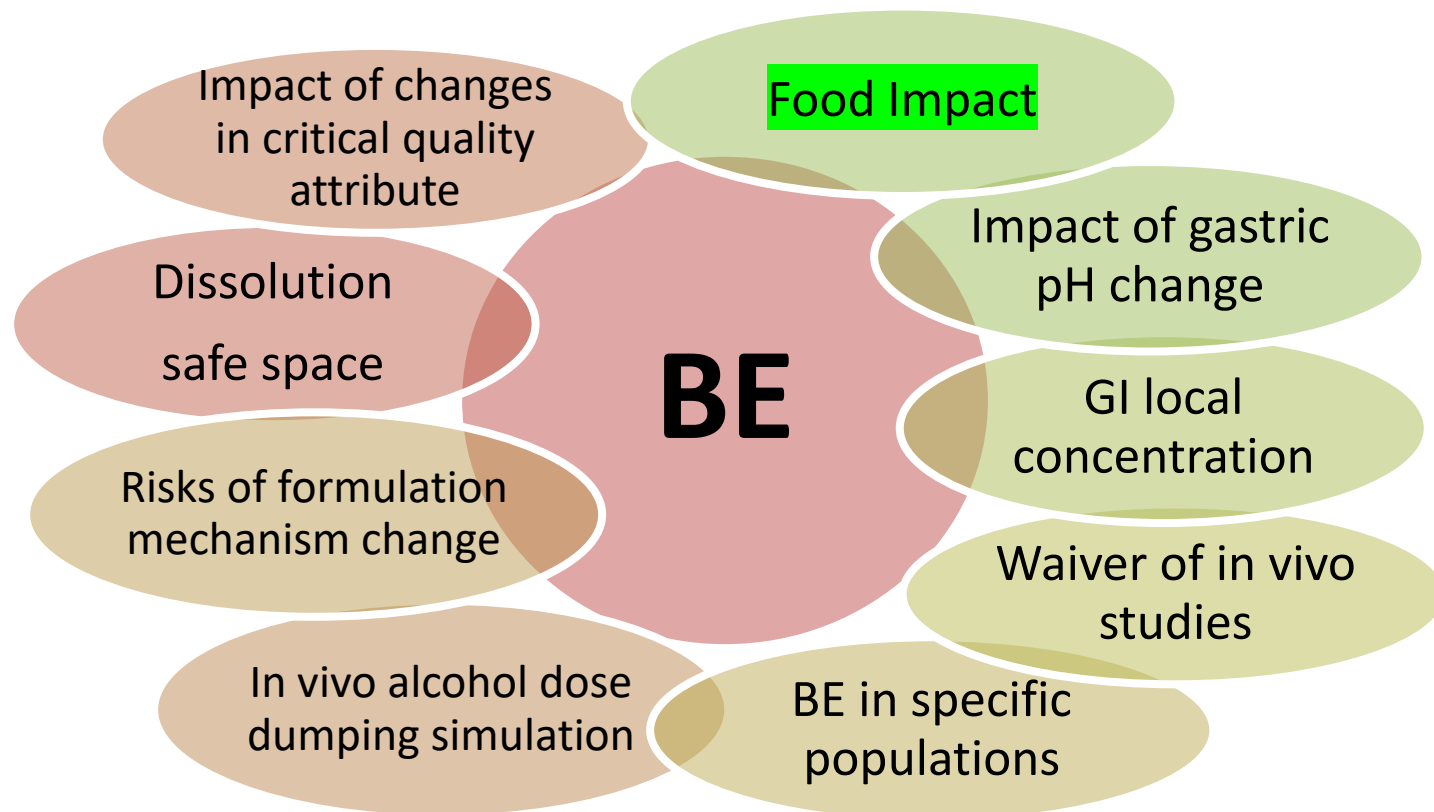 Food Impact
Impact of gastric
pH change
GI local
concentration
Waiver of in vivo
studies
BE in specific
populations
In vivo alcohol dose
dumping simulation
Risks of formulation
mechanism change
Dissolution
safe space
Impact of changes
in critical quality
attribute
BE